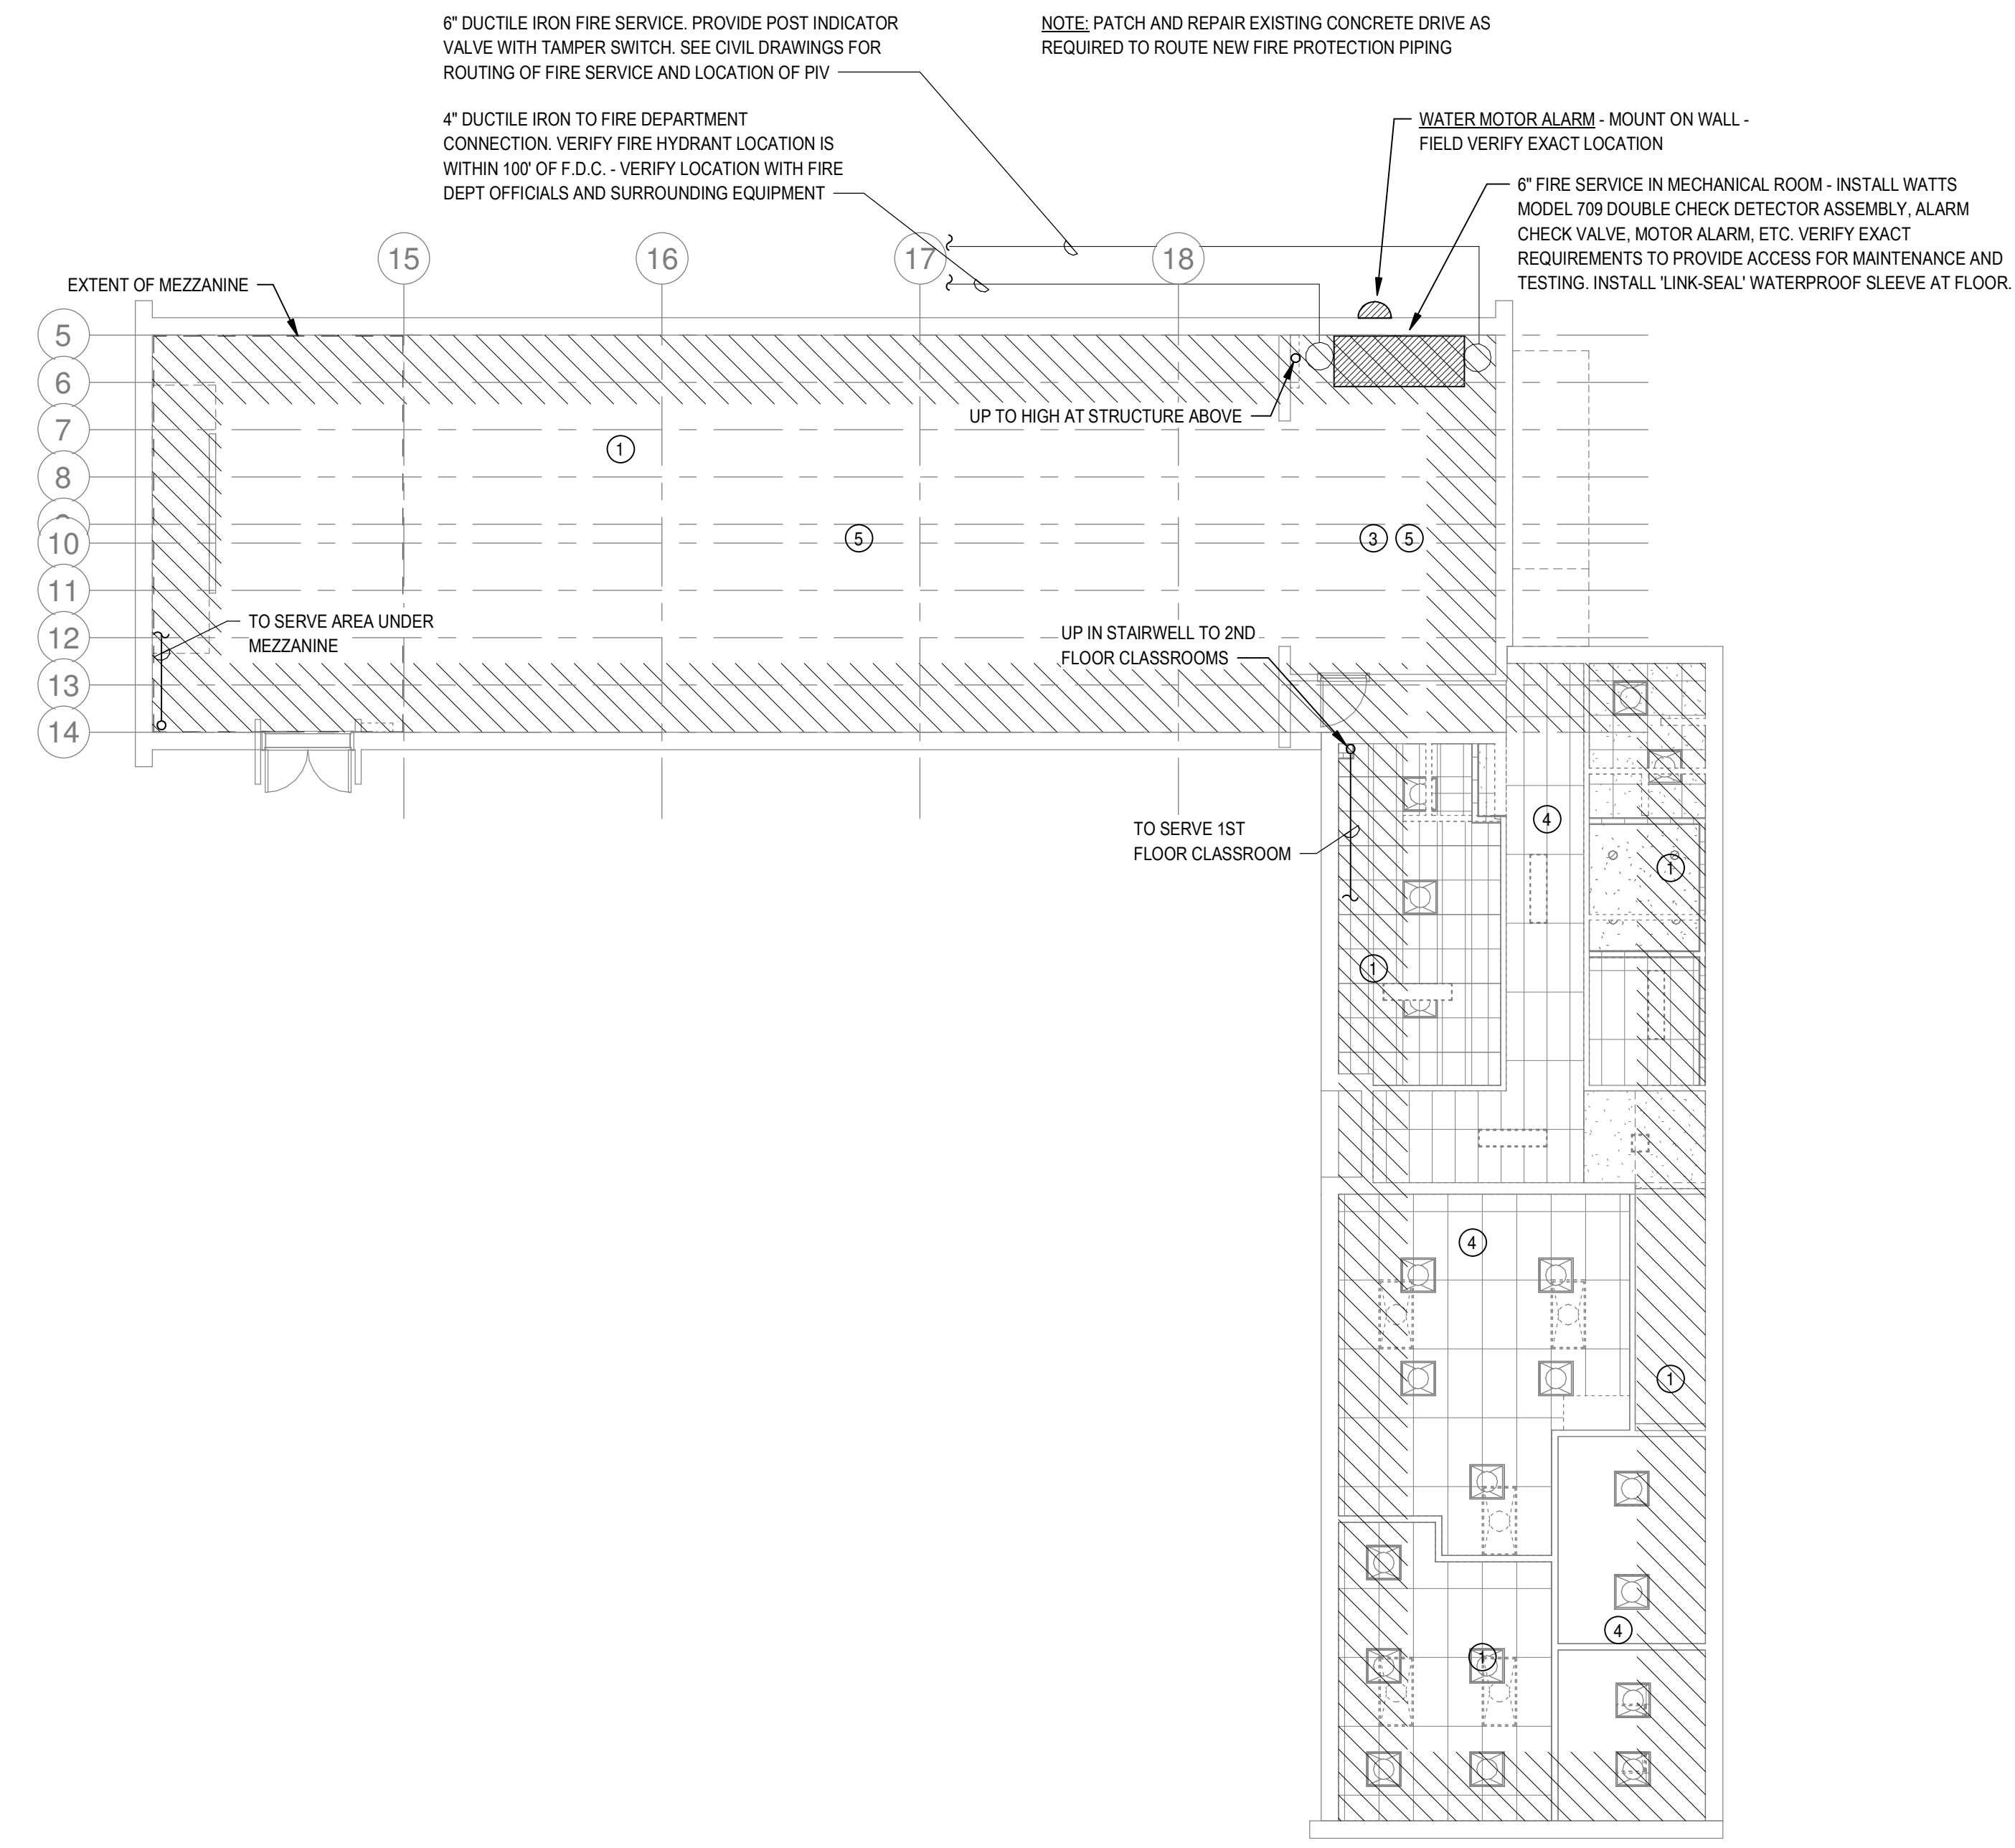 6" DUCTILE IRON FIRE SERVICE. PROVIDE POST INDICATOR
VALVE WITH TAMPER SWITCH. SEE CIVIL DRAWINGS FOR
ROUTING OF FIRE SERVICE AND LOCATION OF PIV
NOTE: PATCH AND REPAIR EXISTING CONCRETE DRIVE AS
REQUIRED TO ROUTE NEW FIRE PROTECTION PIPING
4" DUCTILE IRON TO FIRE DEPARTMENT
CONNECTION. VERIFY FIRE HYDRANT LOCATION IS
WITHIN 100' OF F.D.C. - VERIFY LOCATION WITH FIRE
DEPT OFFICIALS AND SURROUNDING EQUIPMENT
WATER MOTOR ALARM - MOUNT ON WALL -
FIELD VERIFY EXACT LOCATION
6" FIRE SERVICE IN MECHANICAL ROOM - INSTALL WATTS
MODEL 709 DOUBLE CHECK DETECTOR ASSEMBLY, ALARM
CHECK VALVE, MOTOR ALARM, ETC. VERIFY EXACT
REQUIREMENTS TO PROVIDE ACCESS FOR MAINTENANCE AND
TESTING. INSTALL 'LINK-SEAL' WATERPROOF SLEEVE AT FLOOR.
15
16
17
18
EXTENT OF MEZZANINE
5
6
7
8
10
11
12
13
14
UP TO HIGH AT STRUCTURE ABOVE
1
5
3
5
TO SERVE AREA UNDER
MEZZANINE
UP IN STAIRWELL TO 2ND
FLOOR CLASSROOMS
TO SERVE 1ST
FLOOR CLASSROOM
4
1
1
4
1
4
1